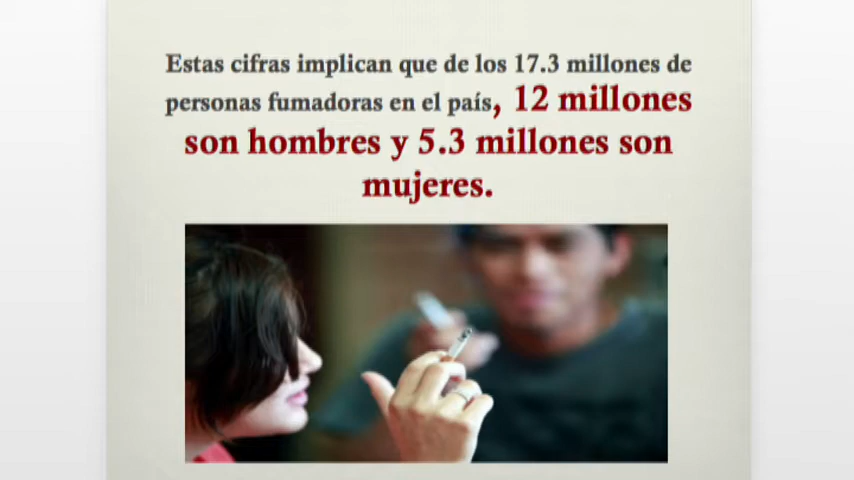 Estas cifras implican que de los 17.3 millones de
personas fumadoras en el país, 12 millones
son hombres y 5.3 millones son
mujeres.